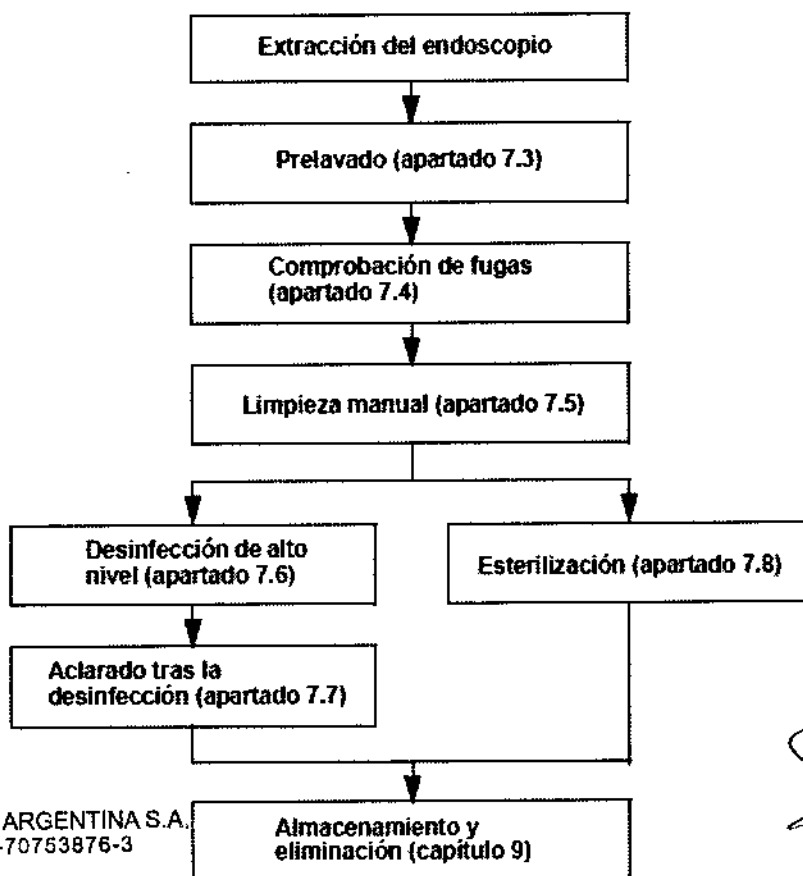 Extracción del endoscopio
Prelavado (apartado 7.3)
Comprobación de fugas
(apartado 7.4)
Limpieza manual (apartado 7.5)
Desinfección de alto
nivel (apartado 7.6)
Esterilización (apartado 7.8)
Aclarado tras la
desinfección (apartado 7.7)
ARGENTINA S.A.
-70753876-3
Almacenamiento y
eliminación (capítulo 9)